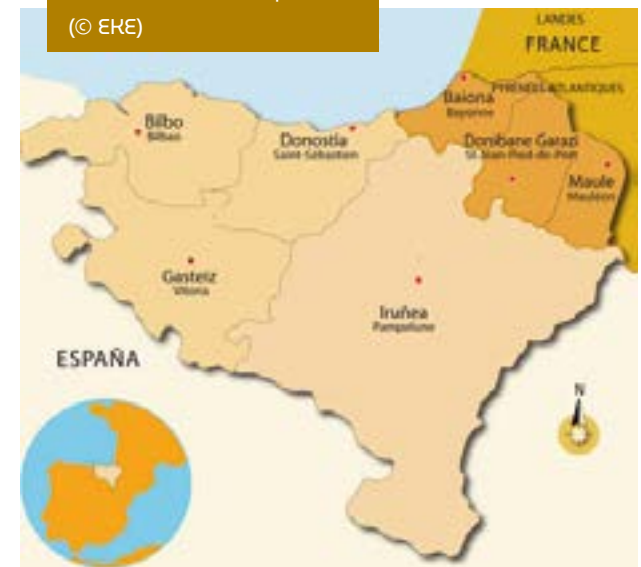 (© EKE)
LANDES
FRANCE
PYRÉNÉES ATLANTIQUES
Baiona
Bayonne
Bilbo
Bilbao
Donostia
Saint-Sébastien
Donibane Garazi
St-Jean-Pied-de-Port
Maule
Mauléon
Gasteiz
Vitoria
Iruñea
Pampelune
ESPAÑA
N